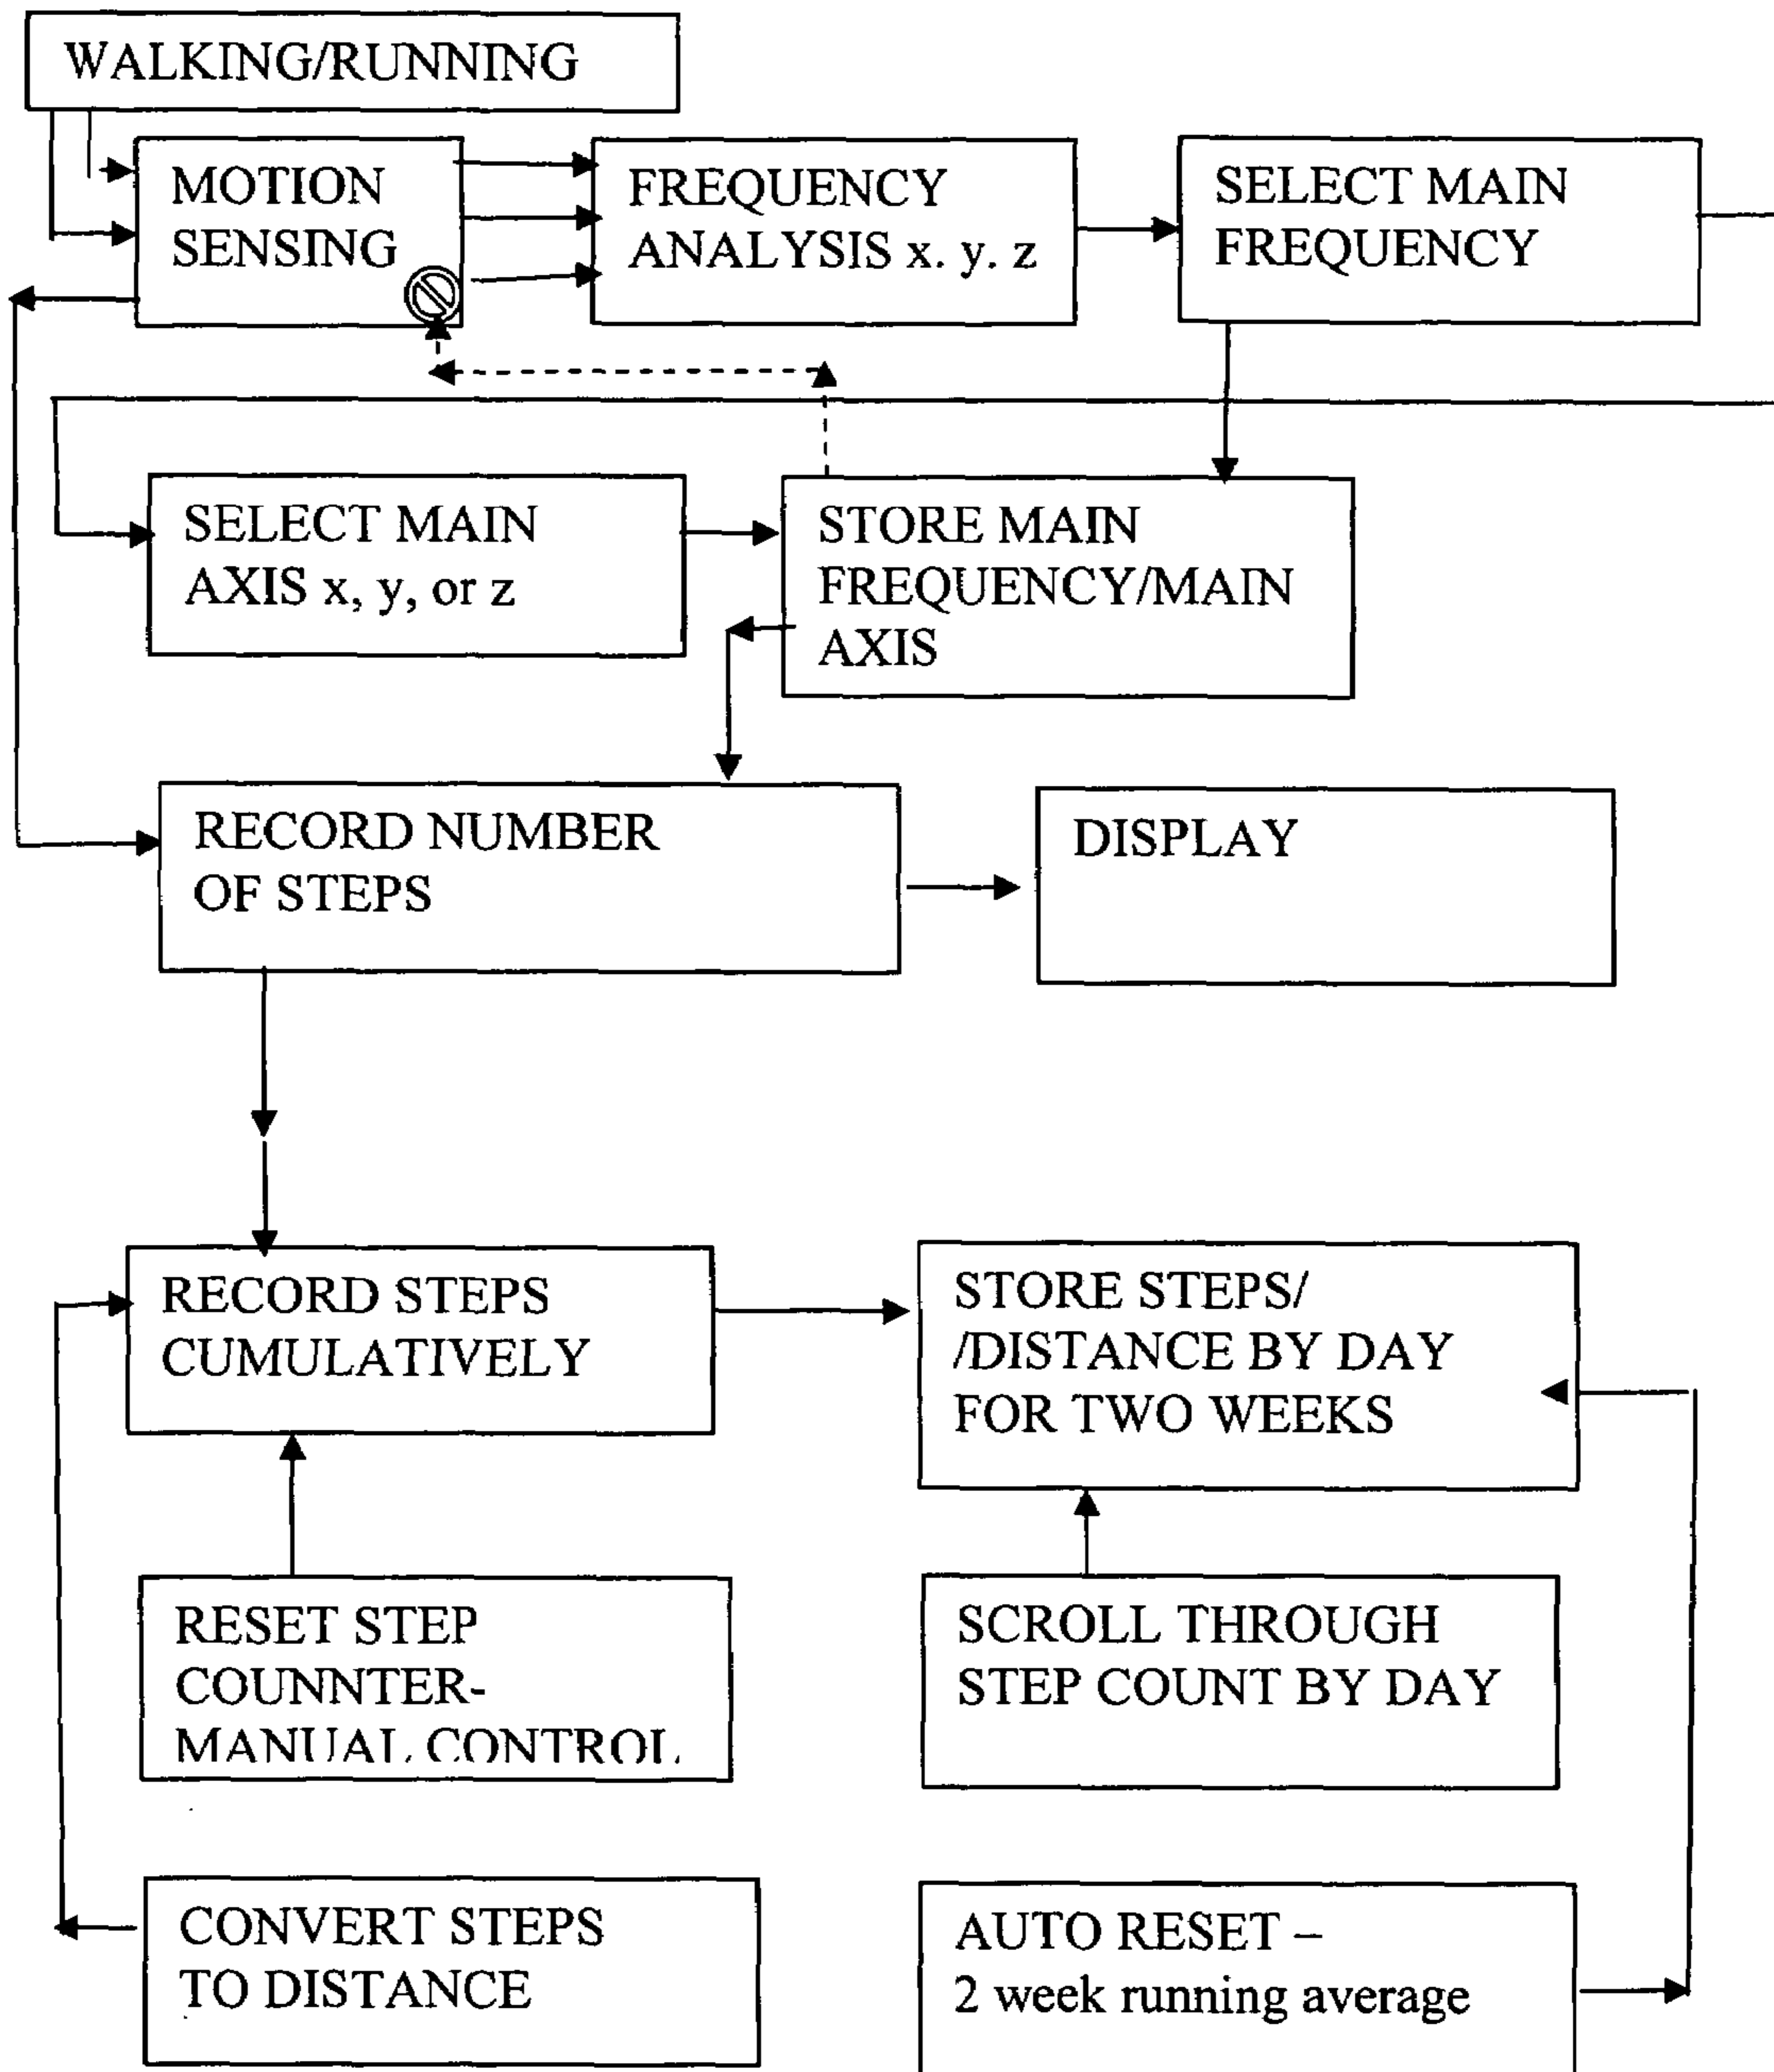 WALKING/RUNNING
MOTION
SENSING
FREQUENCY
ANALYSIS x. y. z
SELECT MAIN
FREQUENCY
SELECT MAIN
AXIS x, y, or z
STORE MAIN
FREQUENCY/MAIN
AXIS
RECORD NUMBER
OF STEPS
DISPLAY
RECORD STEPS
CUMULATIVELY
STORE STEPS/
/DISTANCE BY DAY
FOR TWO WEEKS
RESET STEP
COUNNTER-
MANUAL CONTROL
SCROLL THROUGH
STEP COUNT BY DAY
CONVERT STEPS
TO DISTANCE
AUTO RESET –
2 week running average